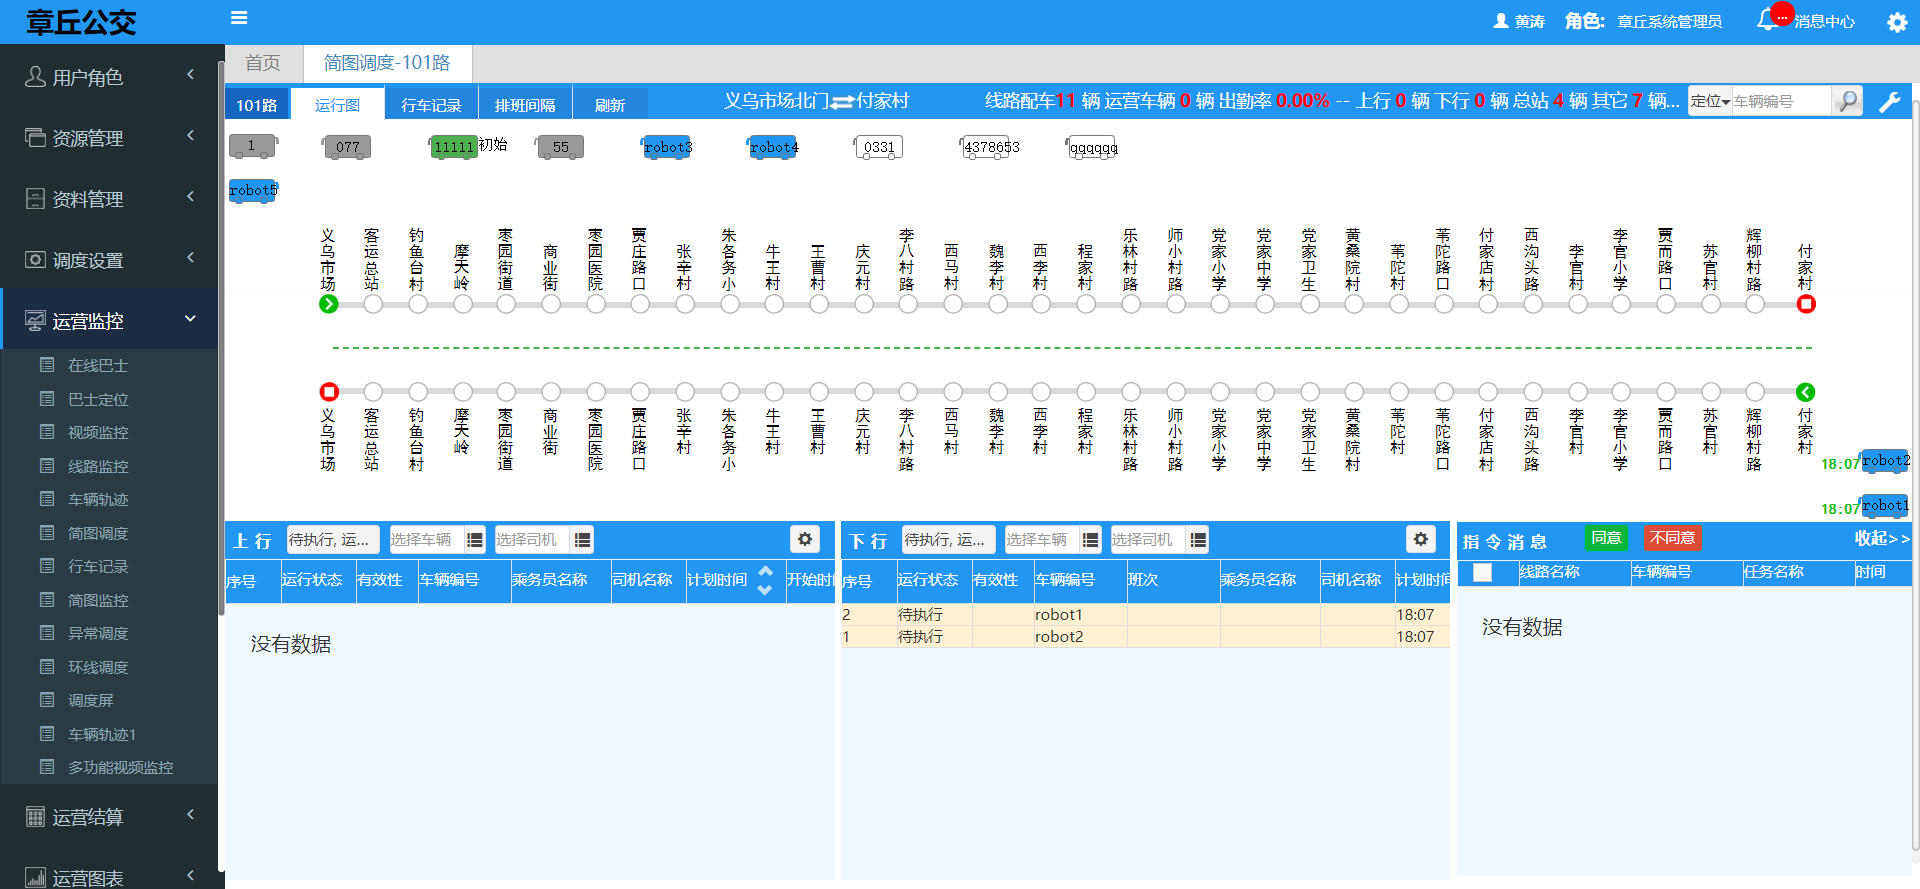 章丘公交
黄涛 角色: 章丘系统管理员 ... 消息中心
用户角色
资源管理
资料管理
调度设置
运营监控
在线巴士
巴士定位
视频监控
线路监控
车辆轨迹
简图调度
行车记录
简图监控
异常调度
环线调度
调度屏
车辆轨迹1
多功能视频监控
运营结算
运营图表
首页 简图调度-101路
101路 运行图 行车记录 排班间隔 刷新 义乌市场北门⇌付家村 线路配车11 辆 运营车辆 0 辆 出勤率 0.00% -- 上行 0 辆 下行 0 辆 总站 4 辆 其它 7 辆... 定位 车辆编号
1 077 11111 初始 55 robot3 robot4 0331 4378653 qqqqqq
robot5
义乌市场 客运总站 钓鱼台村 摩天岭 枣园街道 商业街 枣园医院 贾庄路口 张辛村 朱各务小 牛王村 王曹村 庆元村 李八村路 西马村 魏李村 西李村 程家村 乐林村路 师小村路 党家小学 党家中学 党家卫生 黄桑院村 苇陀村 苇陀路口 付家店村 西沟头路 李官村 李官小学 贾而路口 苏官村 辉柳村路 付家村
义乌市场 客运总站 钓鱼台村 摩天岭 枣园街道 商业街 枣园医院 贾庄路口 张辛村 朱各务小 牛王村 王曹村 庆元村 李八村路 西马村 魏李村 西李村 程家村 乐林村路 师小村路 党家小学 党家中学 党家卫生 黄桑院村 苇陀村 苇陀路口 付家店村 西沟头路 李官村 李官小学 贾而路口 苏官村 辉柳村路 付家村
18:07 robot2
18:07 robot1
上行 待执行, 运... 选择车辆 选择司机
序号 运行状态 有效性 车辆编号 乘务员名称 司机名称 计划时间 开始时间
没有数据
下行 待执行, 运... 选择车辆 选择司机
序号 运行状态 有效性 车辆编号 班次 乘务员名称 司机名称 计划时间
2 待执行 robot1 18:07
1 待执行 robot2 18:07
指令消息 同意 不同意 收起>>
线路名称 车辆编号 任务名称 时间
没有数据